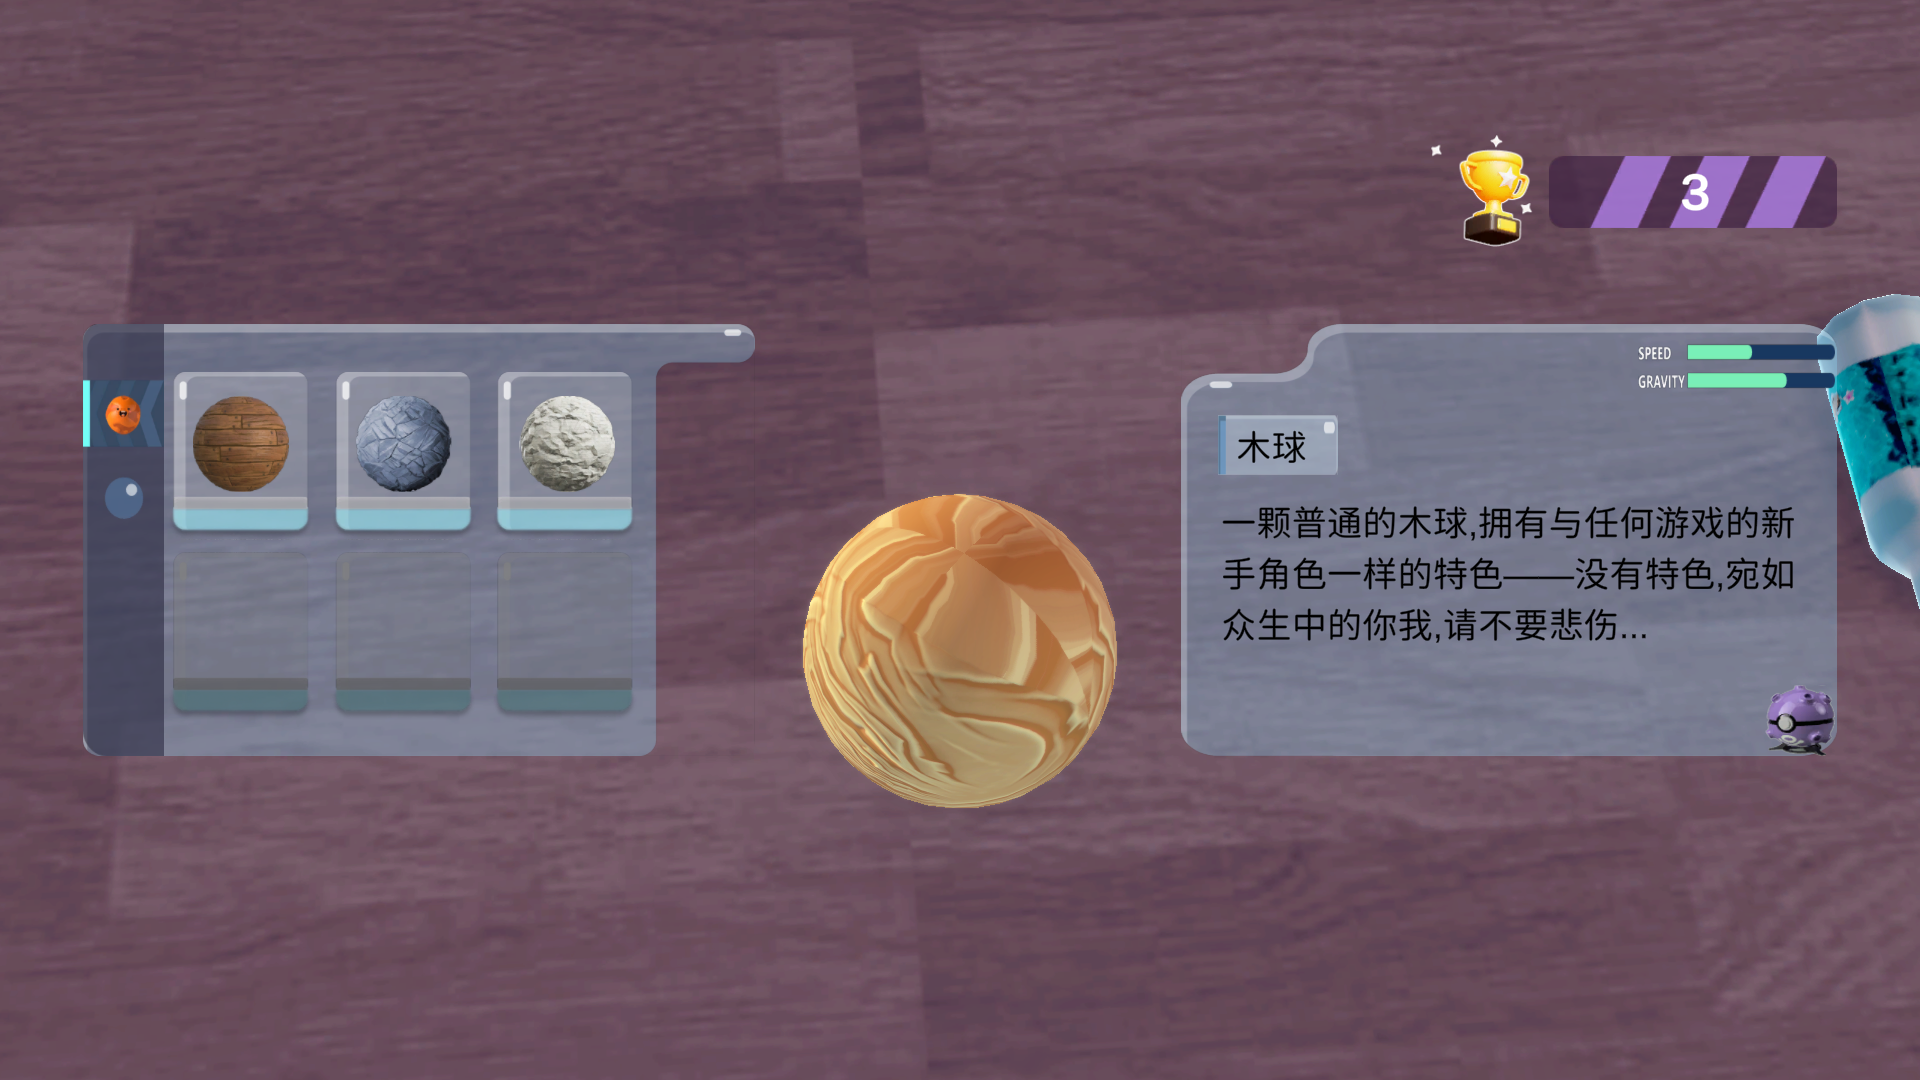 3
SPEED
GRAVITY
木球
一颗普通的木球,拥有与任何游戏的新
手角色一样的特色——没有特色,宛如
众生中的你我,请不要悲伤...